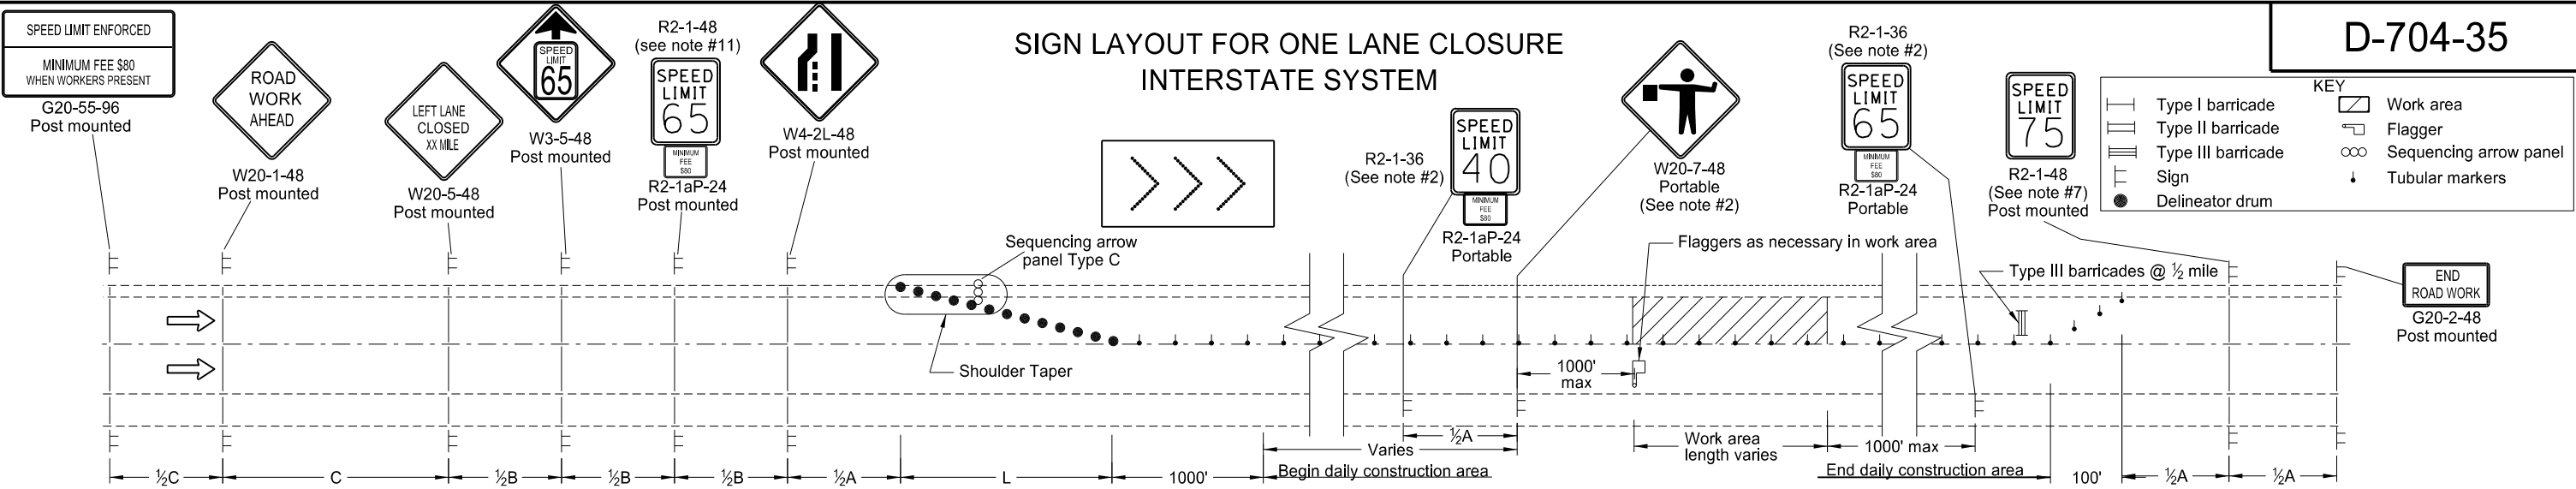 SPEED LIMIT ENFORCED
MINIMUM FEE $80
WHEN WORKERS PRESENT
G20-55-96
Post mounted
ROAD
WORK
AHEAD
W20-1-48
Post mounted
LEFT LANE
CLOSED
XX MILE
W20-5-48
Post mounted
SPEED
LIMIT
65
W3-5-48
Post mounted
R2-1-48
(see note #11)
SPEED
LIMIT
65
MINIMUM
FEE
$80
R2-1aP-24
Post mounted
W4-2L-48
Post mounted
SIGN LAYOUT FOR ONE LANE CLOSURE
INTERSTATE SYSTEM
R2-1-36
(See note #2)
SPEED
LIMIT
40
MINIMUM
FEE
$80
R2-1aP-24
Portable
W20-7-48
Portable
(See note #2)
R2-1-36
(See note #2)
SPEED
LIMIT
65
MINIMUM
FEE
$80
R2-1aP-24
Portable
SPEED
LIMIT
75
R2-1-48
(See note #7)
Post mounted
D-704-35
KEY
Type I barricade
Type II barricade
Type III barricade
Sign
Delineator drum
Work area
Flagger
Sequencing arrow panel
Tubular markers
END
ROAD WORK
G20-2-48
Post mounted
Sequencing arrow
panel Type C
Shoulder Taper
Flaggers as necessary in work area
Type III barricades @ ½ mile
1000'
max
½A
Varies
Work area
length varies
1000' max
½C
C
½B
½B
½B
½A
L
1000'
Begin daily construction area
End daily construction area
100'
½A
½A